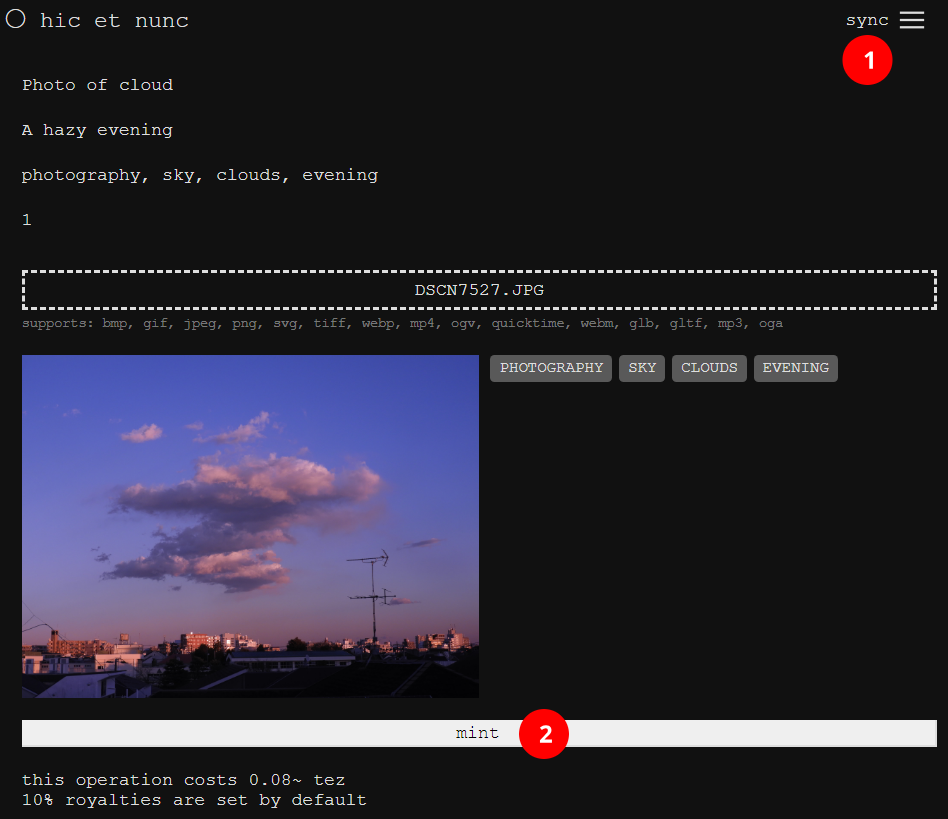 hic et nunc
sync
1
Photo of cloud
A hazy evening
photography, sky, clouds, evening
1
DSCN7527.JPG
supports: bmp, gif, jpeg, png, svg, tiff, webp, mp4, ogv, quicktime, webm, glb, gltf, mp3, oga
PHOTOGRAPHY SKY CLOUDS EVENING
mint 2
this operation costs 0.08~ tez
10% royalties are set by default